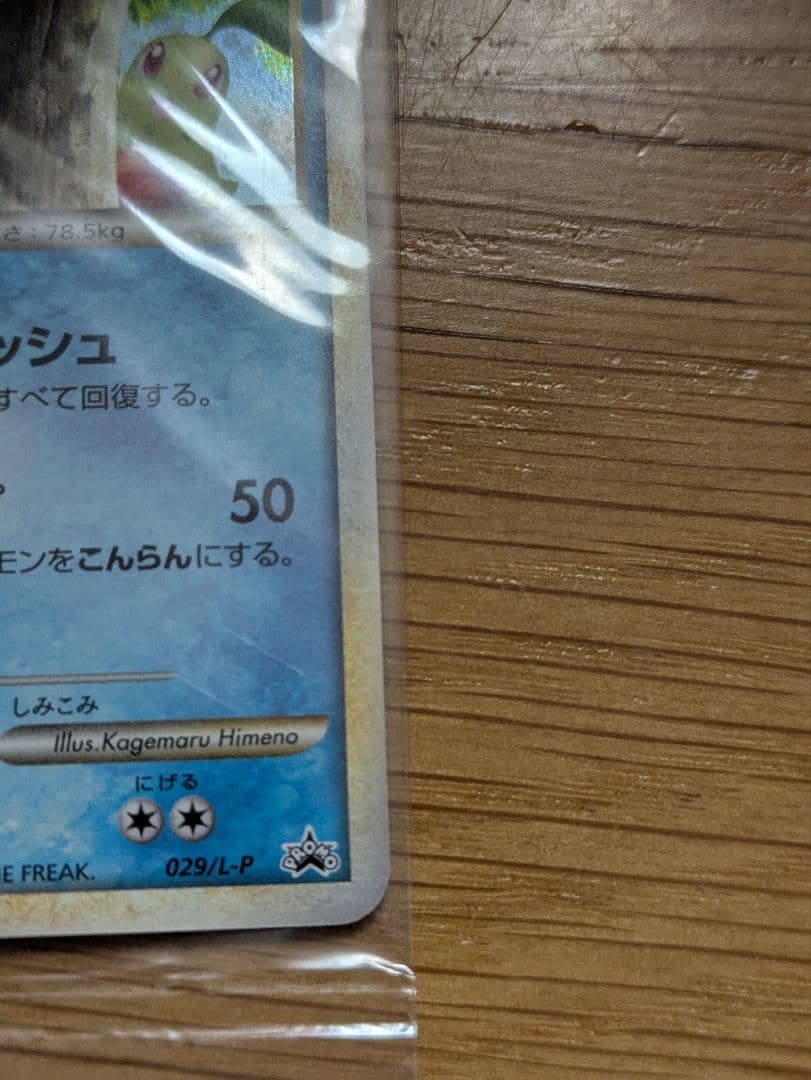 さ：78.5kg
ッシュ
すべて回復する。
50
モンをこんらんにする。
しみこみ
Illus.Kagemaru Himeno
にげる
E FREAK.
029/L-P
PROMO